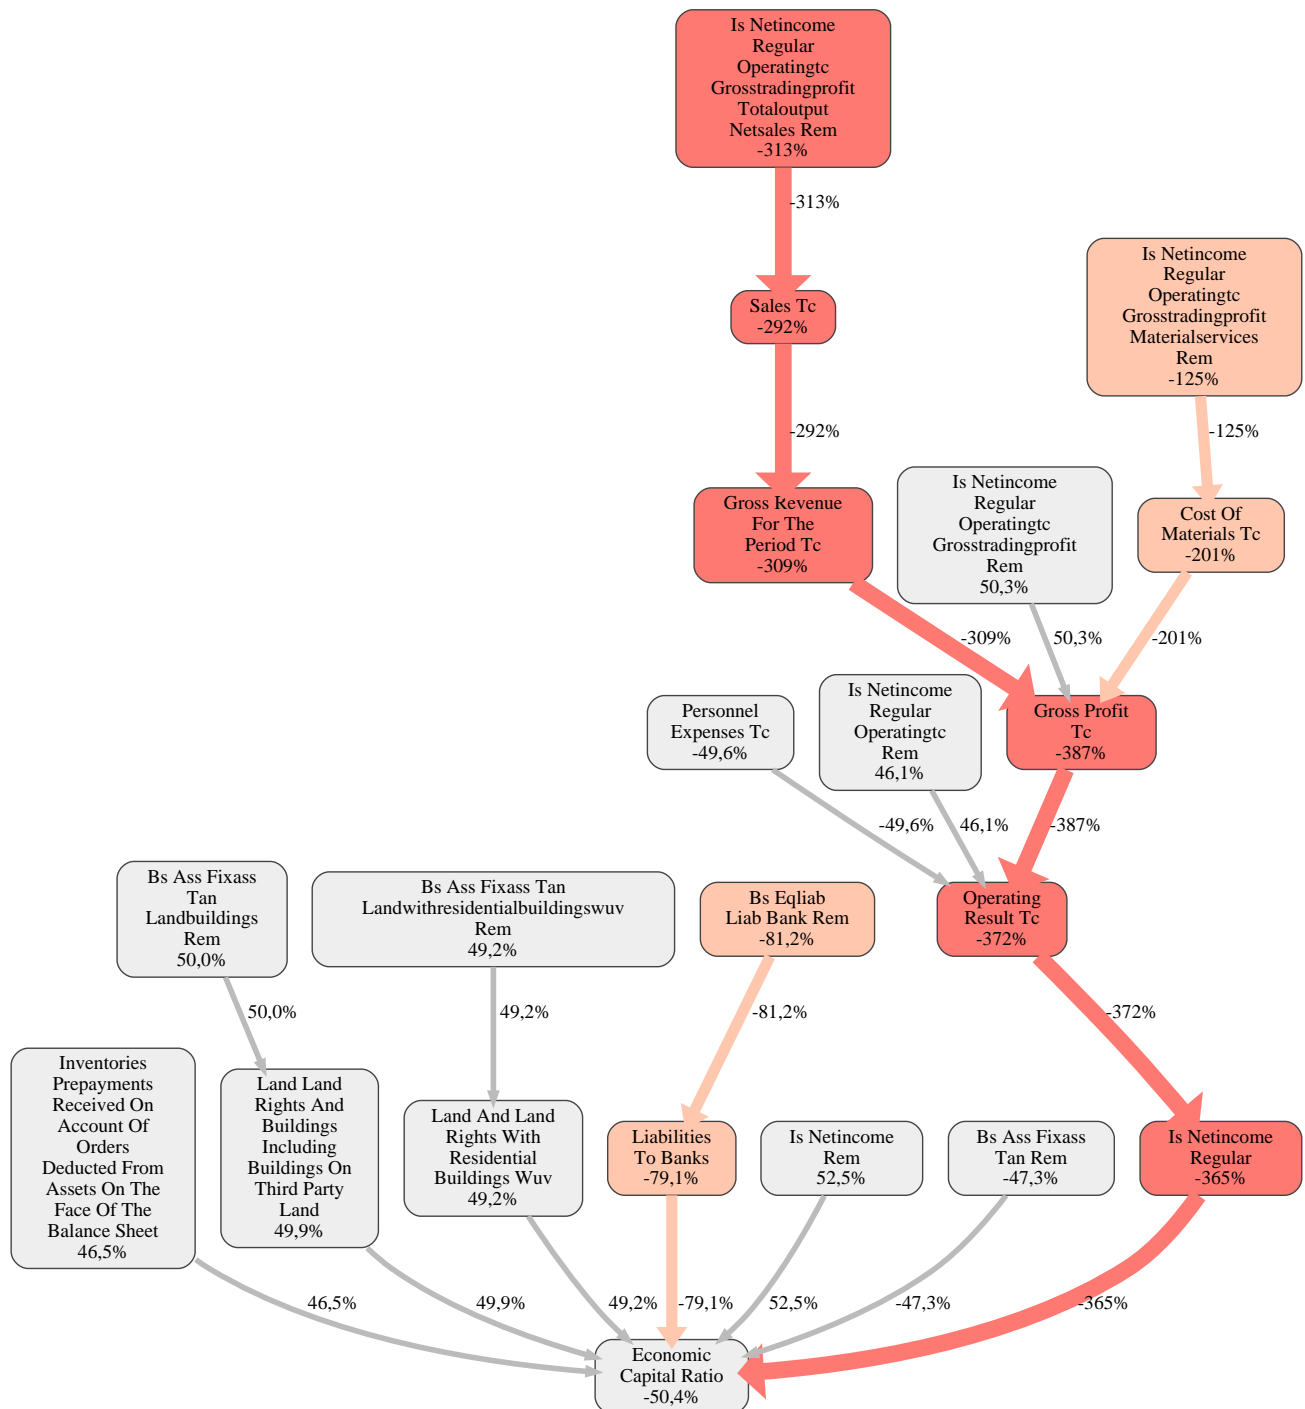 Is Netincome
Regular
Operatingtc
Grosstradingprofit
Totaloutput
Netsales Rem
-313%
-313%
Sales Tc
-292%
Is Netincome
Regular
Operatingtc
Grosstradingprofit
Materialservices
Rem
-125%
-292%
-125%
Gross Revenue
For The
Period Tc
-309%
Is Netincome
Regular
Operatingtc
Grosstradingprofit
Rem
50,3%
Cost Of
Materials Tc
-201%
-309%
50,3%
-201%
Personnel
Expenses Tc
-49,6%
Is Netincome
Regular
Operatingtc
Rem
46,1%
Gross Profit
Tc
-387%
-49,6%
46,1%
-387%
Bs Ass Fixass
Tan
Landbuildings
Rem
50,0%
Bs Ass Fixass Tan
Landwithresidentialbuildingswuv
Rem
49,2%
Bs Eqliab
Liab Bank Rem
-81,2%
Operating
Result Tc
-372%
50,0%
49,2%
-81,2%
-372%
Inventories
Prepayments
Received On
Account Of
Orders
Deducted From
Assets On The
Face Of The
Balance Sheet
46,5%
Land Land
Rights And
Buildings
Including
Buildings On
Third Party
Land
49,9%
Land And Land
Rights With
Residential
Buildings Wuv
49,2%
Liabilities
To Banks
-79,1%
Is Netincome
Rem
52,5%
Bs Ass Fixass
Tan Rem
-47,3%
Is Netincome
Regular
-365%
46,5%
49,9%
49,2%
-79,1%
52,5%
-47,3%
-365%
Economic
Capital Ratio
-50,4%